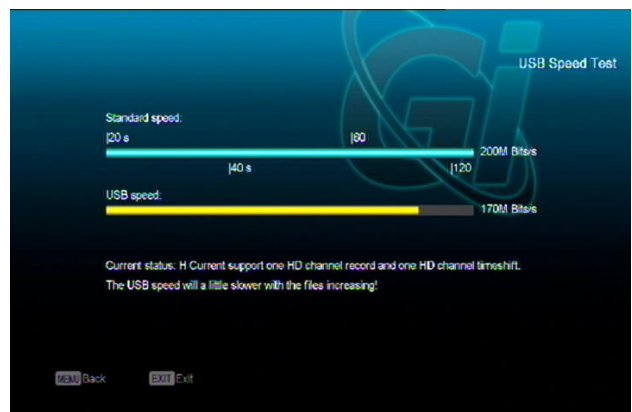 USB Speed Test
Standard speed:
|20 s |60
200M Bits/s
|40 s |120
USB speed:
170M Bits/s
Current status: H Current support one HD channel record and one HD channel timeshift.
The USB speed will a little slower with the files increasing!
MENU Back EXIT Exit